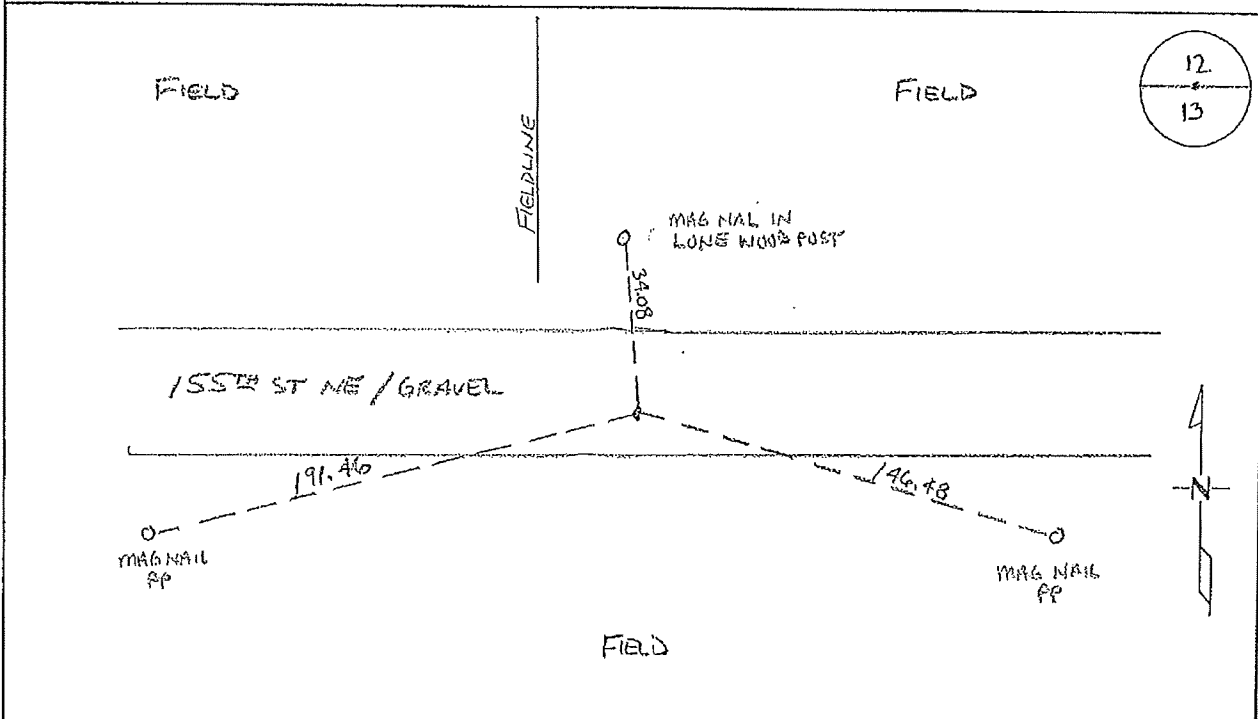 FIELD
FIELD
12.
13
FIELDLINE
MAG NAL IN
LONE WOOD POST
34.08
155TH ST NE / GRAVEL
191.46
146.48
N
MAG NAIL
PP
MAG NAIL
PP
FIELD